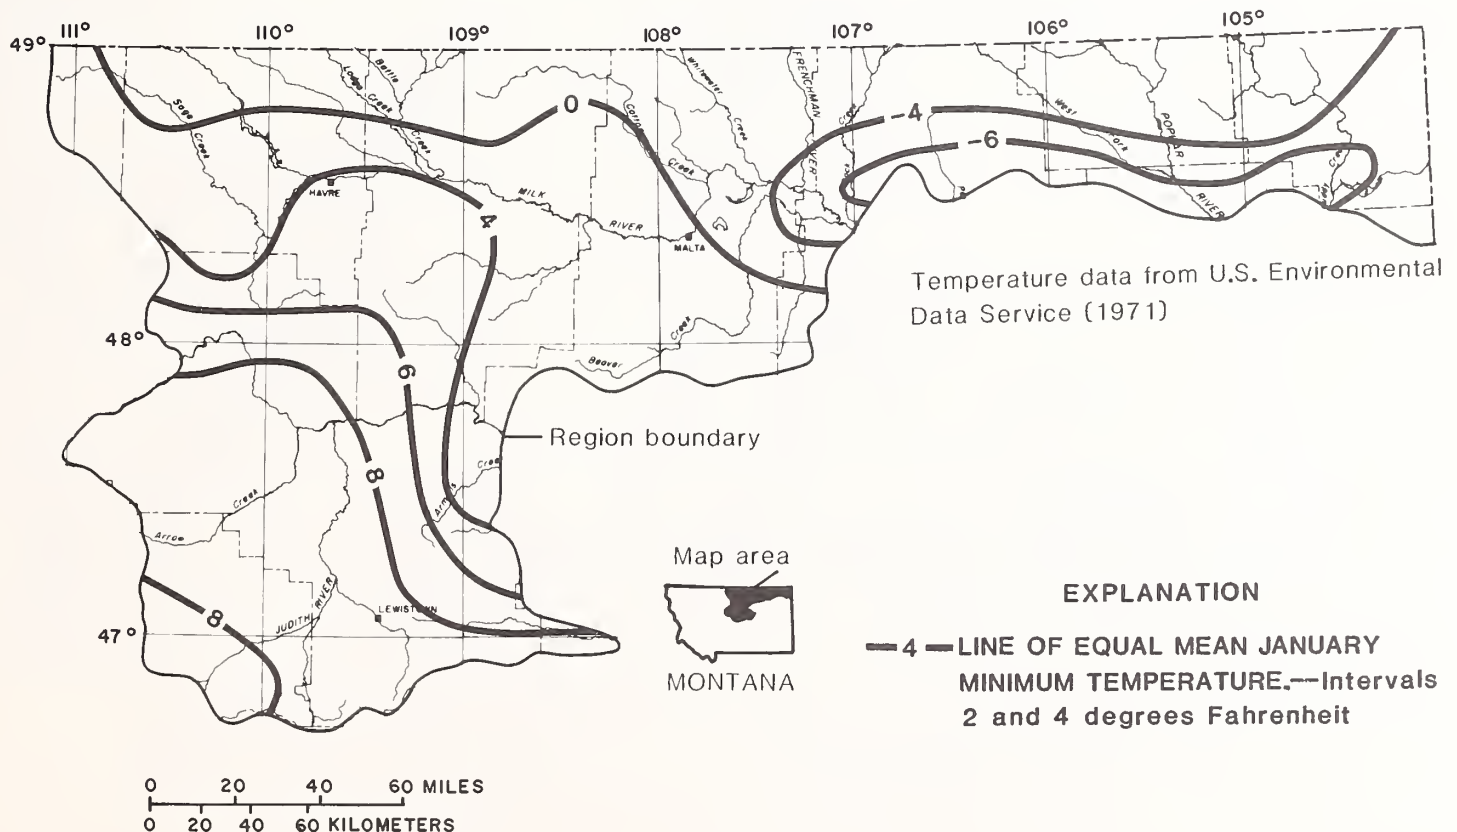 111° 110° 109° 108° 107° 106° 105°
49°
Sage
Creek
Lodge Creek
Battle
Creek
Whitewater
Creek
FRENCHMAN
RIVER
Creek
West
Fork
POPLAR
RIVER
Creek
0
-4
-6
Creek
HAVRE
MILK
RIVER
4
MALTA
Temperature data from U.S. Environmental
Data Service (1971)
48°
6
Beaver
Creek
Region boundary
8
Arrow
Creek
Armells
Creek
Map area
MONTANA
8
JUDITH RIVER
LEWISTOWN
47°
EXPLANATION
—4—LINE OF EQUAL MEAN JANUARY
MINIMUM TEMPERATURE.—Intervals
2 and 4 degrees Fahrenheit
0 20 40 60 MILES
0 20 40 60 KILOMETERS